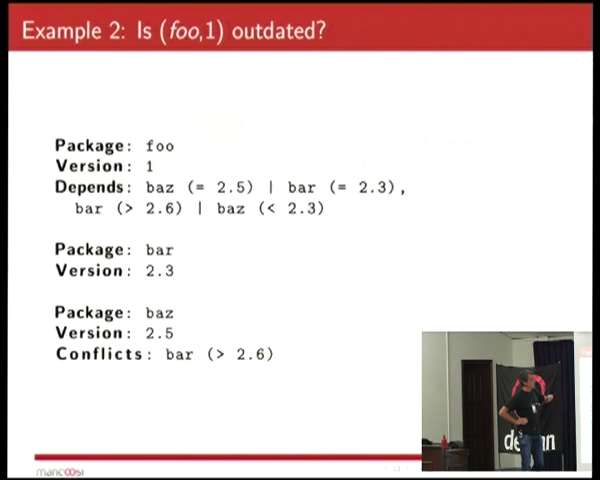 Example 2: Is (foo,1) outdated?
Package: foo
Version: 1
Depends: baz (= 2.5) | bar (= 2.3),
bar (> 2.6) | baz (< 2.3)
Package: bar
Version: 2.3
Package: baz
Version: 2.5
Conflicts: bar (> 2.6)
mancoosi